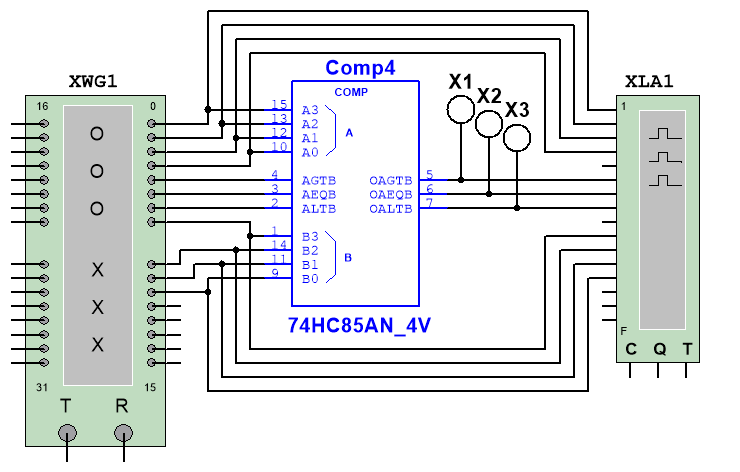 XWG1
16 0
O
O
O
X
X
X
31 15
T R
Comp4
COMP
15 A3
13 A2
12 A1
10 A0
A
4 AGTB OAGTB 5
3 AEQB OAEQB 6
2 ALTB OALTB 7
1 B3
14 B2
11 B1
9 B0
B
74HC85AN_4V
X1
X2
X3
XLA1
1
F
C Q T